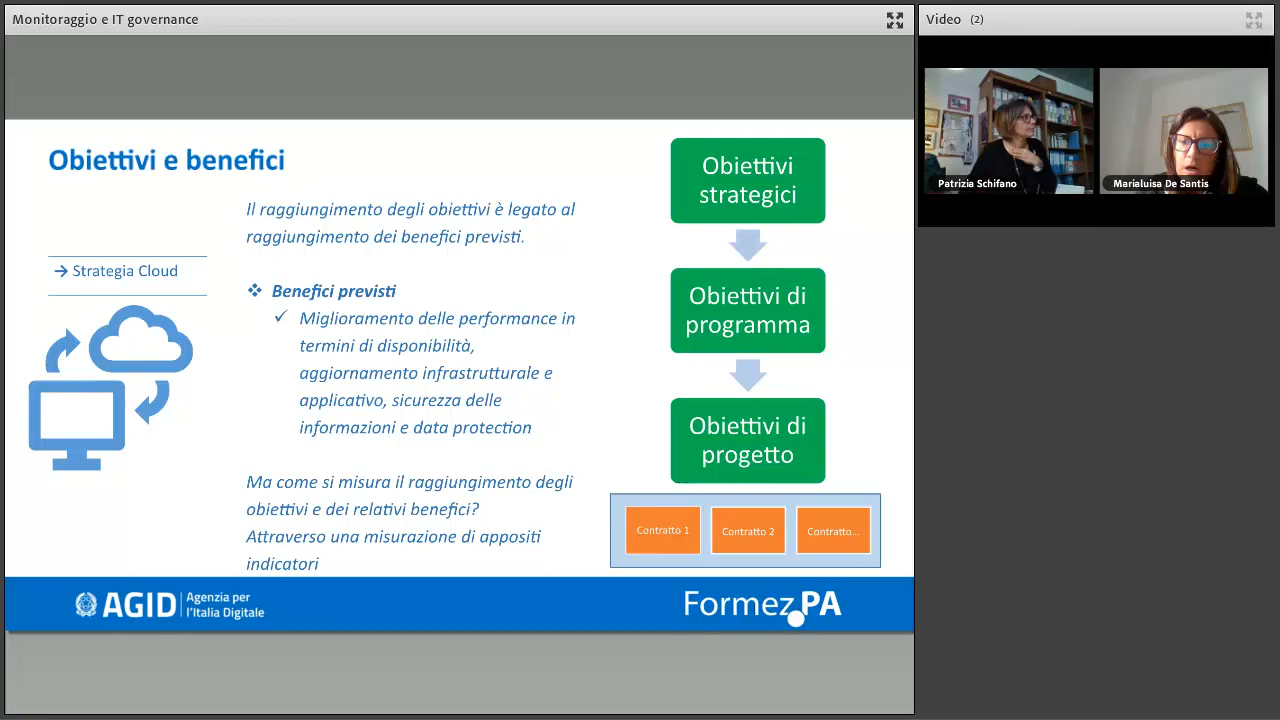 Monitoraggio e IT governance
Video (2)
Patrizia Schifano
Marialuisa De Santis
Obiettivi e benefici
→ Strategia Cloud
Il raggiungimento degli obiettivi è legato al
raggiungimento dei benefici previsti.
❖ Benefici previsti
✓ Miglioramento delle performance in
termini di disponibilità,
aggiornamento infrastrutturale e
applicativo, sicurezza delle
informazioni e data protection
Ma come si misura il raggiungimento degli
obiettivi e dei relativi benefici?
Attraverso una misurazione di appositi
indicatori
Obiettivi
strategici
Obiettivi di
programma
Obiettivi di
progetto
Contratto 1
Contratto 2
Contratto...
AGID
Agenzia per
l'Italia Digitale
Formez.PA